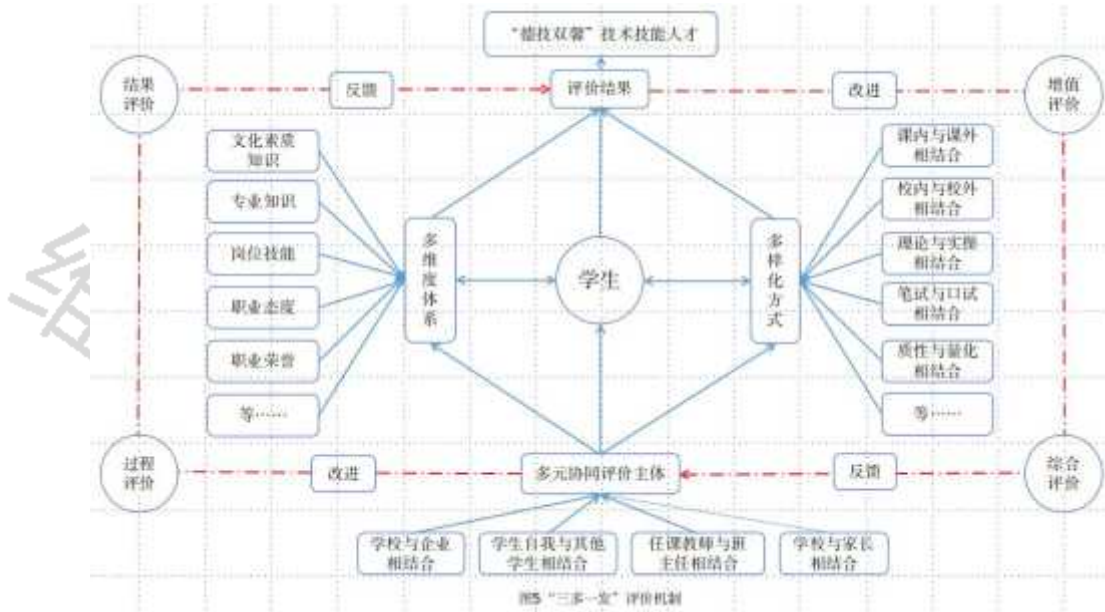 “德技双馨”技术技能人才
结果
评价
反馈
评价结果
改进
增值
评价
文化素质
知识
专业知识
岗位技能
职业态度
职业荣誉
等……
多维度体系
学生
多样化方式
课内与课外
相结合
校内与校外
相结合
理论与实操
相结合
笔试与口试
相结合
质性与量化
相结合
等……
过程
评价
改进
多元协同评价主体
反馈
综合
评价
学校与企业
相结合
学生自我与其他
学生相结合
任课教师与班
主任相结合
学校与家长
相结合
图5 “三多一发”评价机制